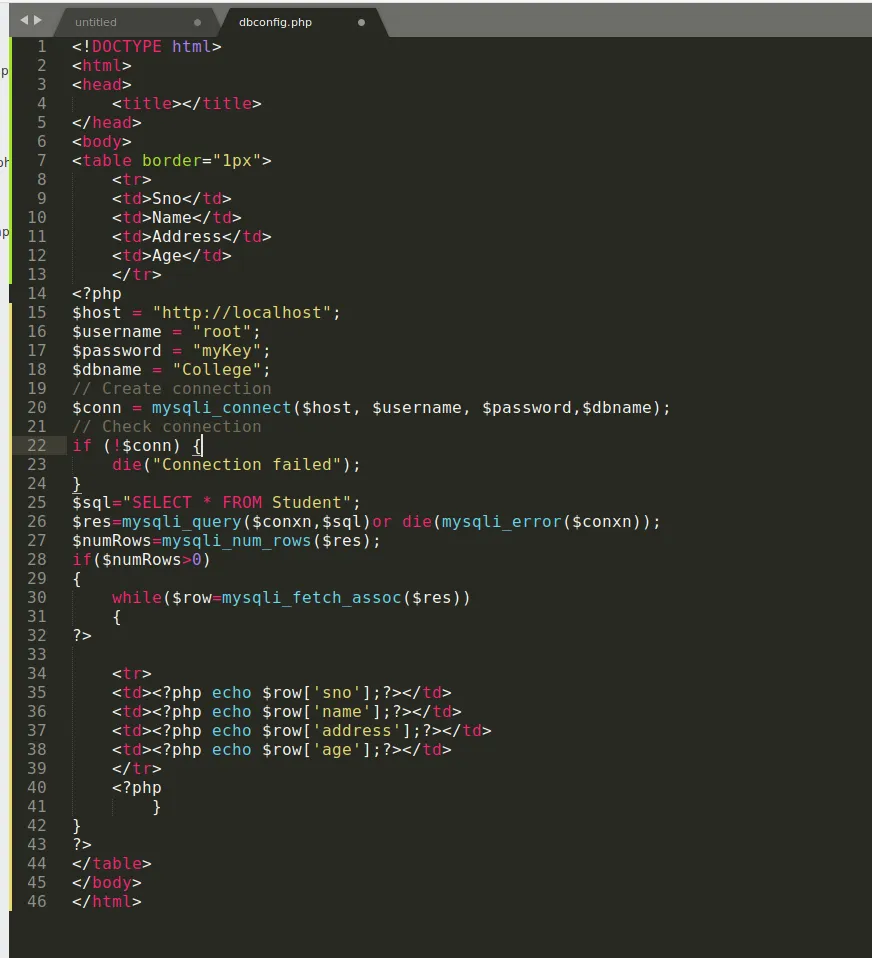 untitled
dbconfig.php
p
ph
np
1 <!DOCTYPE html>
2 <html>
3 <head>
4     <title></title>
5 </head>
6 <body>
7 <table border="1px">
8     <tr>
9     <td>Sno</td>
10     <td>Name</td>
11     <td>Address</td>
12     <td>Age</td>
13     </tr>
14 <?php
15 $host = "http://localhost";
16 $username = "root";
17 $password = "myKey";
18 $dbname = "College";
19 // Create connection
20 $conn = mysqli_connect($host, $username, $password,$dbname);
21 // Check connection
22 if (!$conn) {
23     die("Connection failed");
24 }
25 $sql="SELECT * FROM Student";
26 $res=mysqli_query($conxn,$sql)or die(mysqli_error($conxn));
27 $numRows=mysqli_num_rows($res);
28 if($numRows>0)
29 {
30     while($row=mysqli_fetch_assoc($res))
31     {
32 ?>
33
34     <tr>
35     <td><?php echo $row['sno'];?></td>
36     <td><?php echo $row['name'];?></td>
37     <td><?php echo $row['address'];?></td>
38     <td><?php echo $row['age'];?></td>
39     </tr>
40     <?php
41         }
42 }
43 ?>
44 </table>
45 </body>
46 </html>